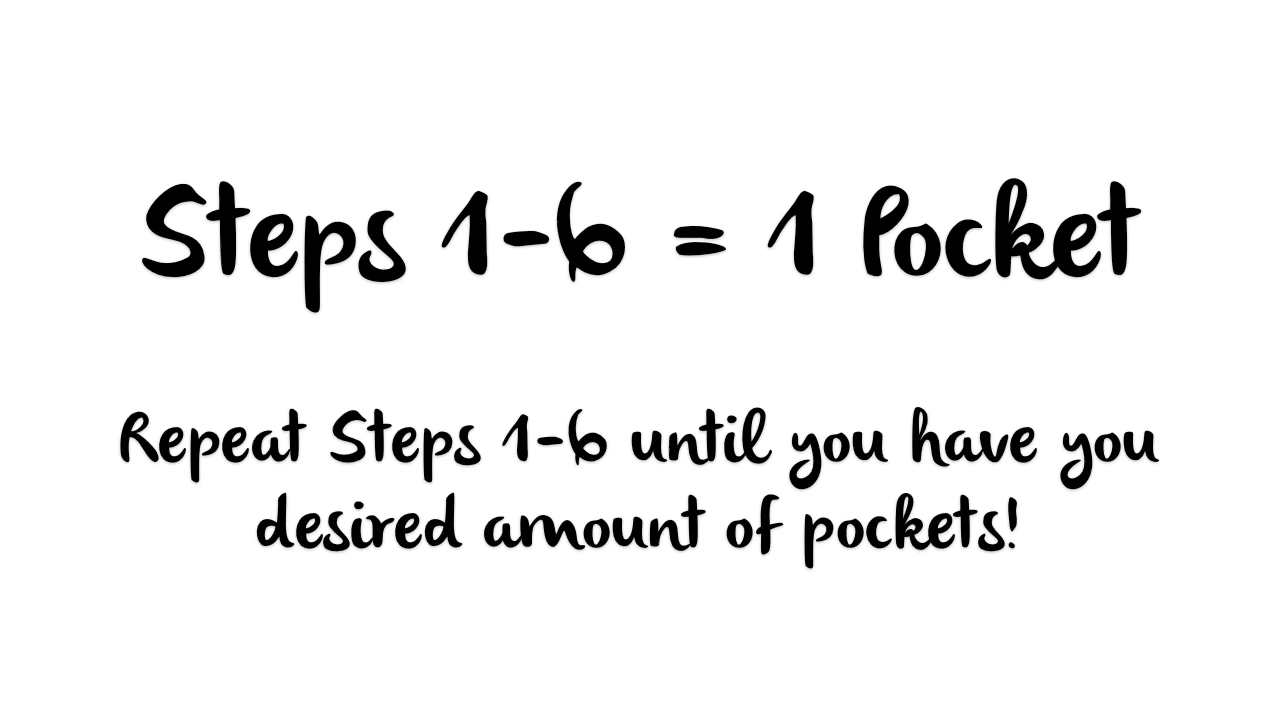 Steps 1-6 = 1 Pocket
Repeat Steps 1-6 until you have you
desired amount of pockets!